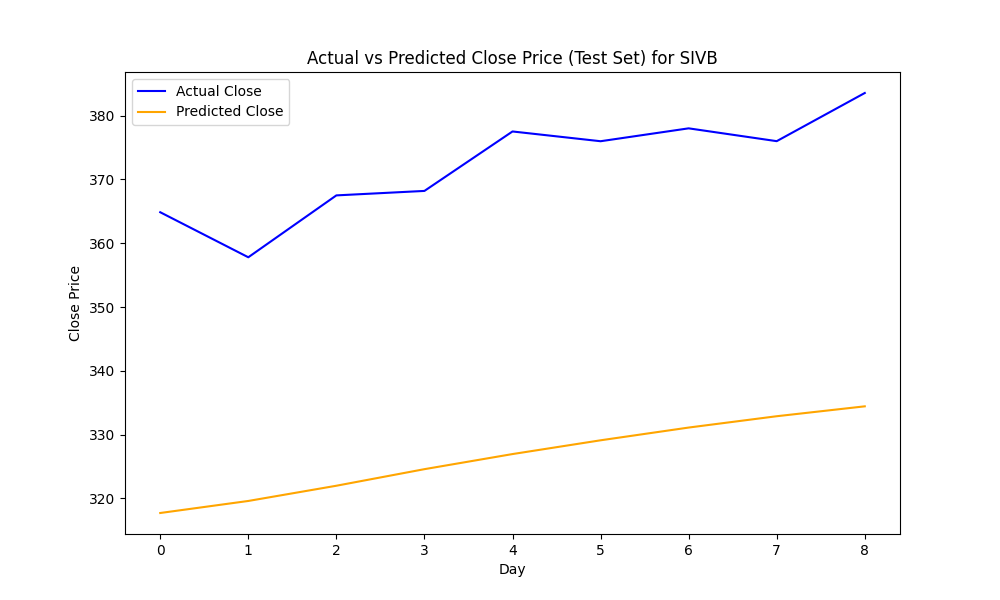 Actual vs Predicted Close Price (Test Set) for SIVB
Actual Close
Predicted Close
Close Price
380
370
360
350
340
330
320
0 1 2 3 4 5 6 7 8
Day